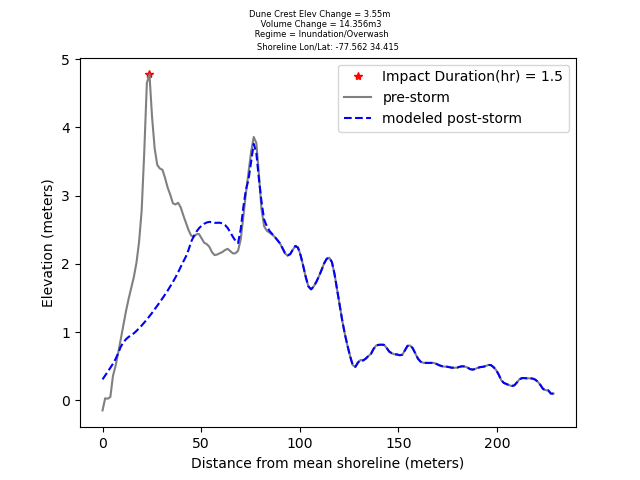 Dune Crest Elev Change = 3.55m
Volume Change = 14.356m3
Regime = Inundation/Overwash
Shoreline Lon/Lat: -77.562 34.415
Impact Duration(hr) = 1.5
pre-storm
modeled post-storm
5
4
3
2
1
0
Elevation (meters)
0 50 100 150 200
Distance from mean shoreline (meters)